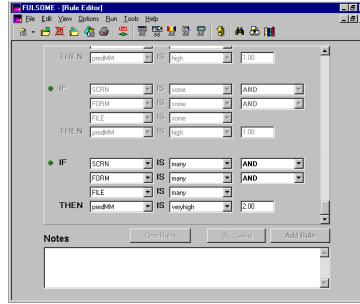 FULSOME - [Rule Editor]
File Edit View Options Run Tools Help
THEN predMM IS high 1.00
IF SCRN IS some AND
FORM IS some AND
FILE IS some
THEN predMM IS high 1.00
IF SCRN IS many AND
FORM IS many AND
FILE IS many
THEN predMM IS veryhigh 2.00
Clear Rules Cancel Add Rule
Notes